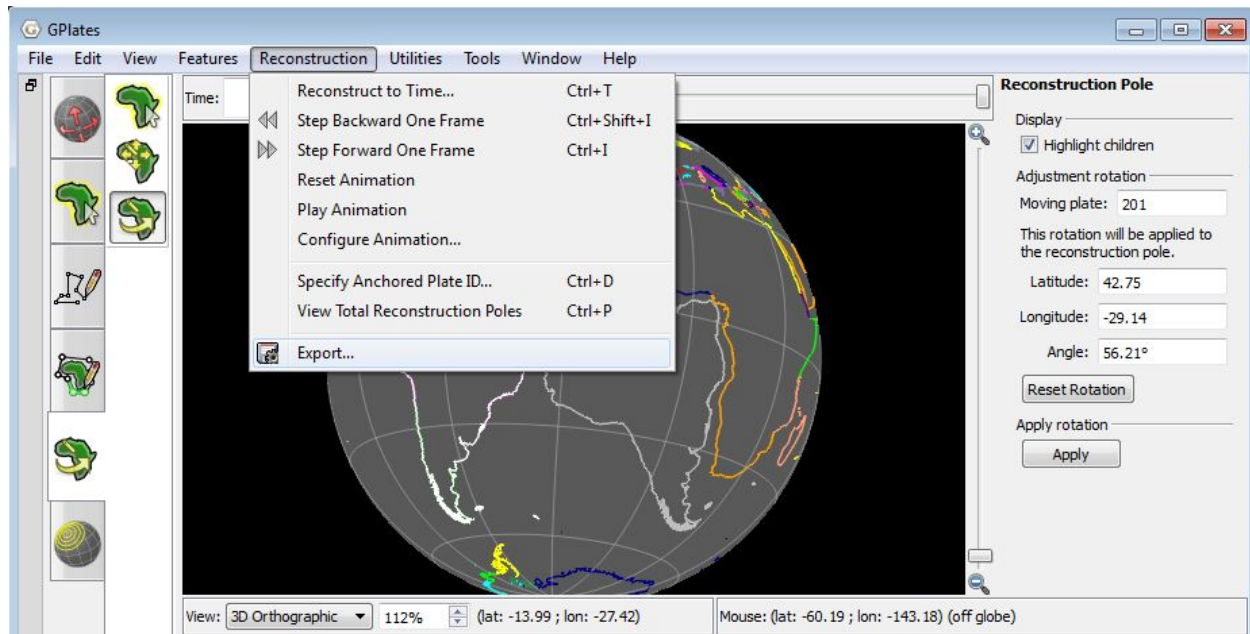 GPlates
File Edit View Features Reconstruction Utilities Tools Window Help
Time:
Reconstruct to Time... Ctrl+T
Step Backward One Frame Ctrl+Shift+I
Step Forward One Frame Ctrl+I
Reset Animation
Play Animation
Configure Animation...
Specify Anchored Plate ID... Ctrl+D
View Total Reconstruction Poles Ctrl+P
Export...
Reconstruction Pole
Display
Highlight children
Adjustment rotation
Moving plate: 201
This rotation will be applied to
the reconstruction pole.
Latitude: 42.75
Longitude: -29.14
Angle: 56.21°
Reset Rotation
Apply rotation
Apply
View: 3D Orthographic 112% (lat: -13.99 ; lon: -27.42) Mouse: (lat: -60.19 ; lon: -143.18) (off globe)